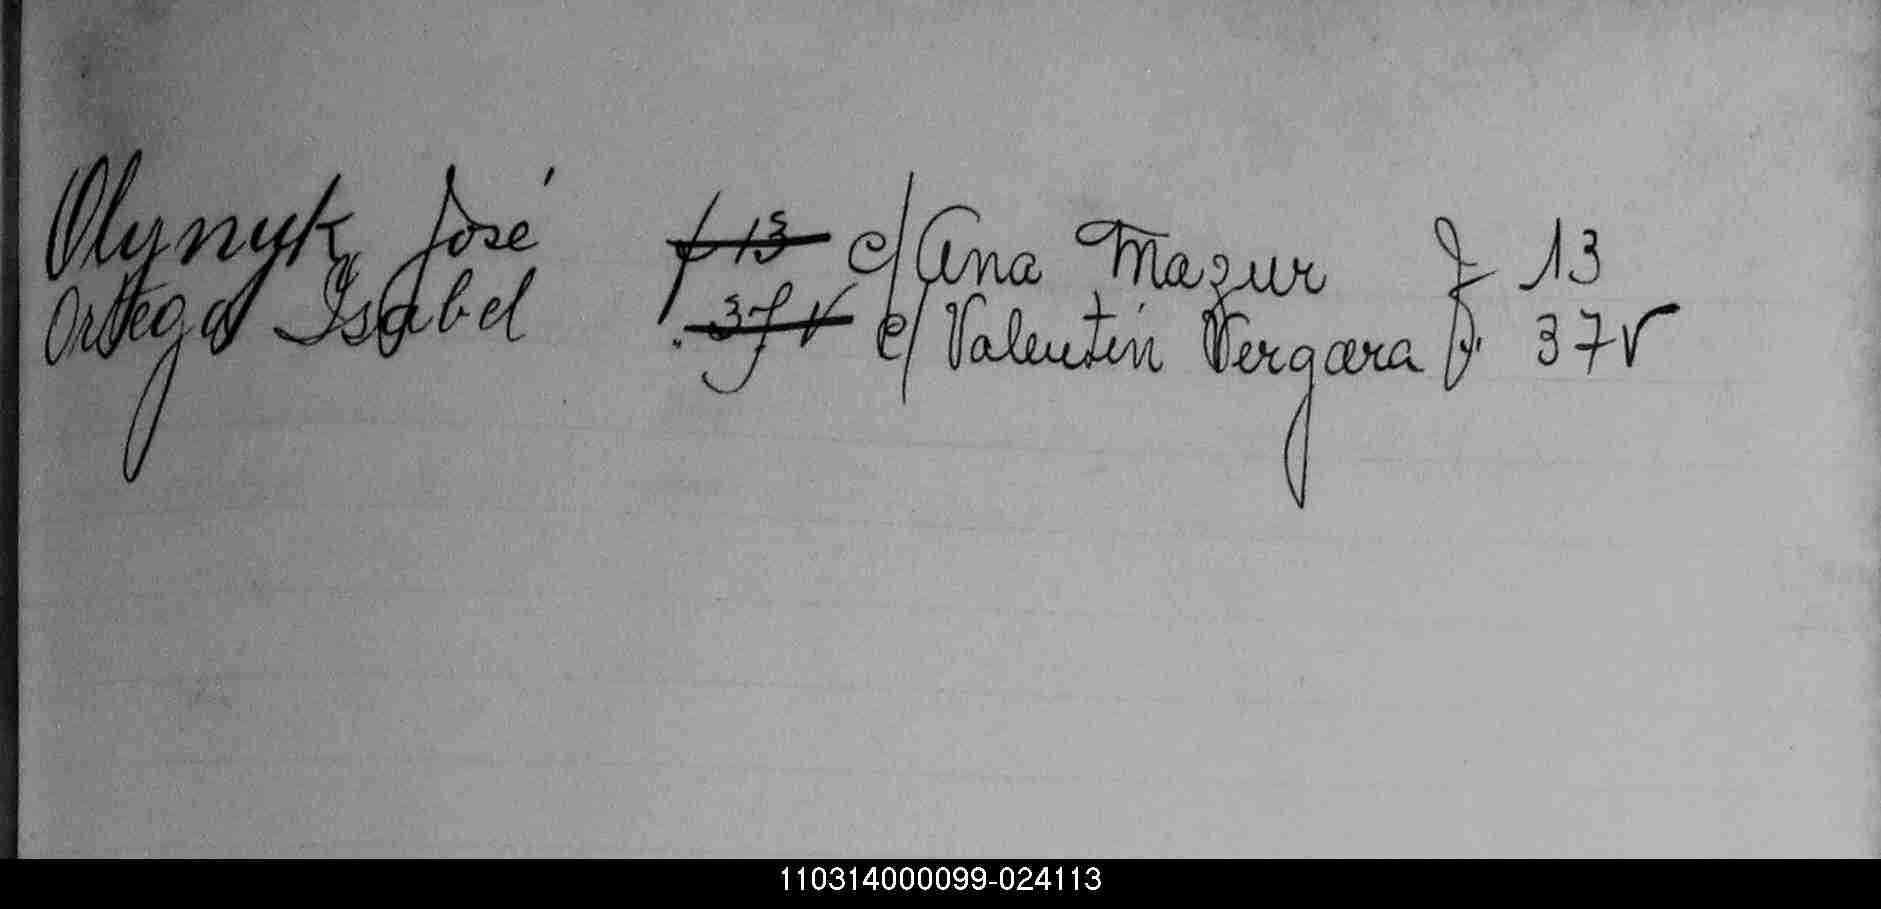 Olynyk José f 13 c/ Ana Mazur f 13
Ortega Isabel . 37 v c/ Valentin Vergara f. 37 v
110314000099-024113